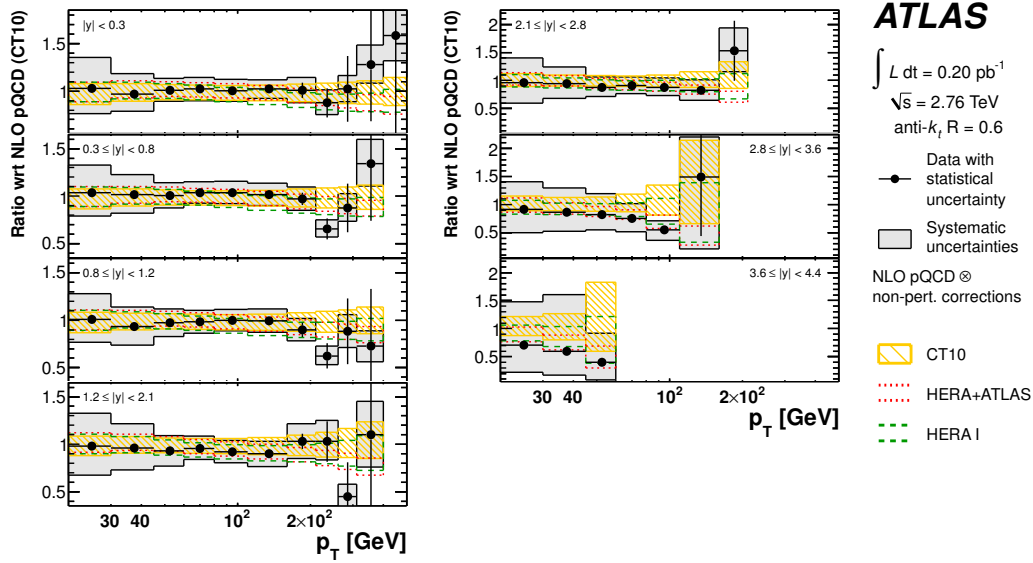 Ratio wrt NLO pQCD (CT10)
|y| < 0.3
1.5
1
0.3 ≤ |y| < 0.8
1.5
1
0.5
0.8 ≤ |y| < 1.2
1.5
1
0.5
1.2 ≤ |y| < 2.1
1.5
1
0.5
30 40 10² 2×10²
p_T [GeV]
Ratio wrt NLO pQCD (CT10)
2.1 ≤ |y| < 2.8
2
1.5
1
0.5
2.8 ≤ |y| < 3.6
2
1.5
1
0.5
3.6 ≤ |y| < 4.4
2
1.5
1
0.5
30 40 10² 2×10²
p_T [GeV]
ATLAS
∫ L dt = 0.20 pb⁻¹
√s = 2.76 TeV
anti-k_t R = 0.6
Data with
statistical
uncertainty
Systematic
uncertainties
NLO pQCD ⊗
non-pert. corrections
CT10
HERA+ATLAS
HERA I